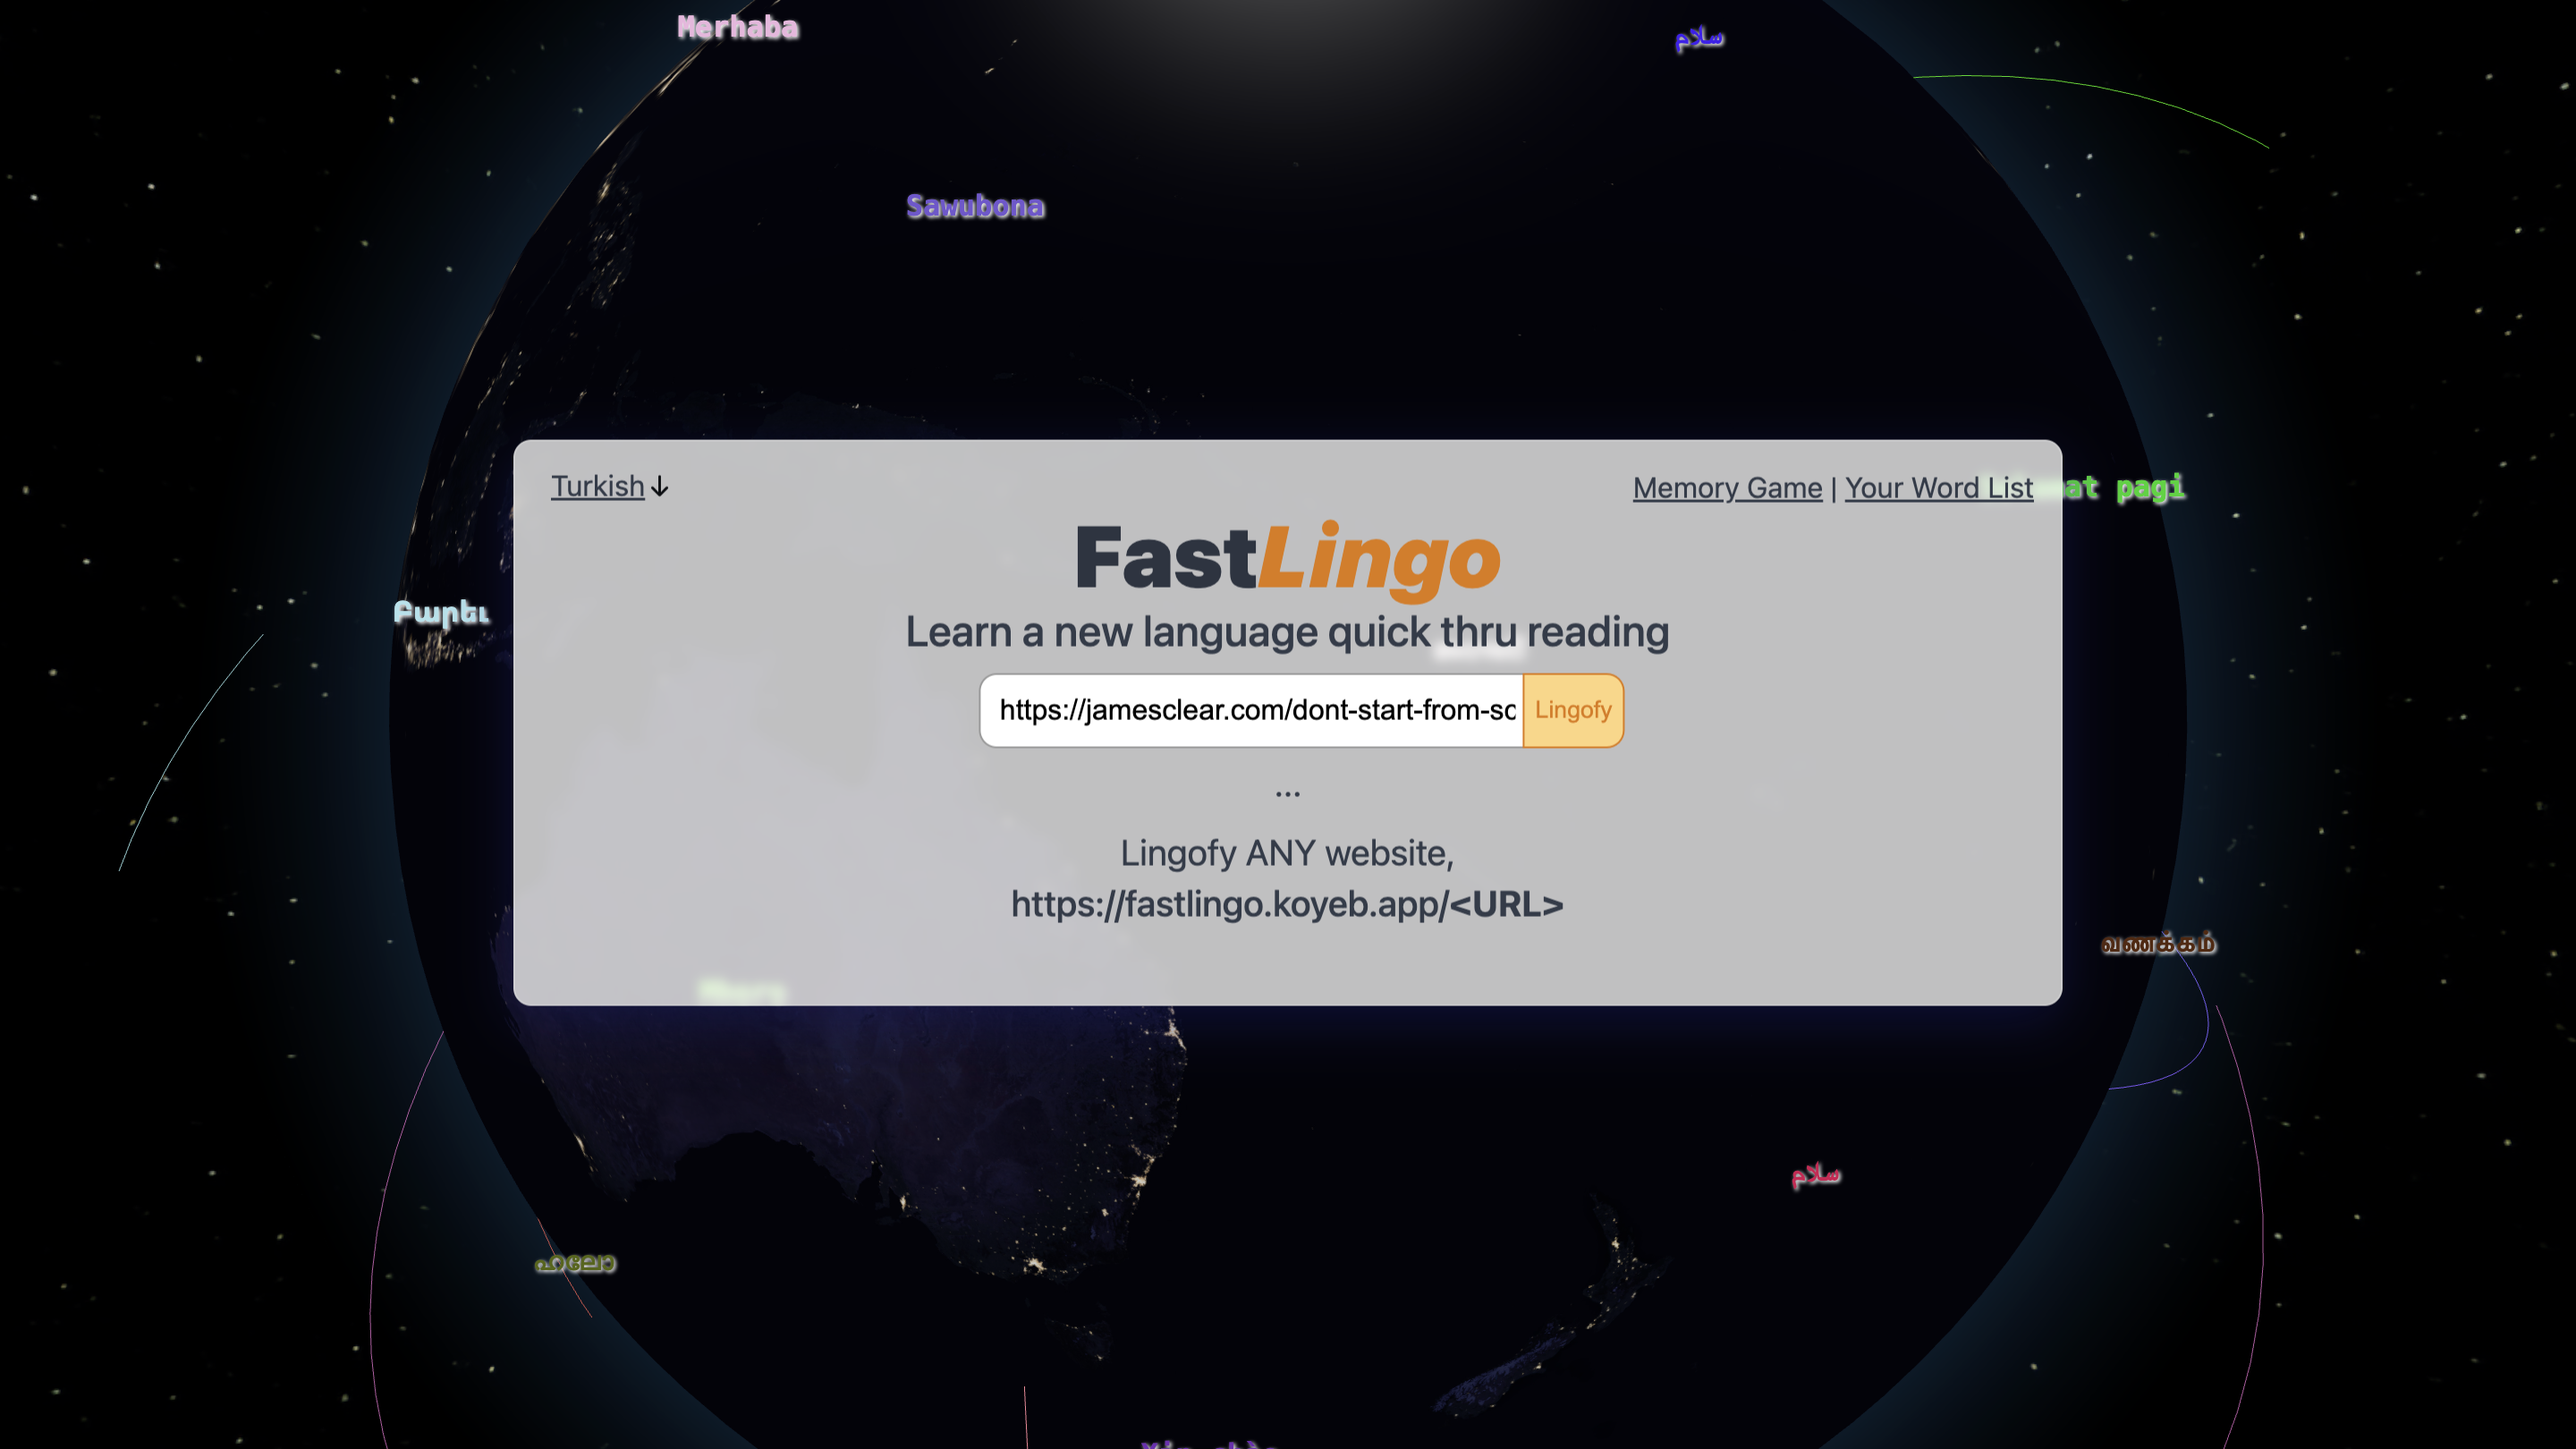 Merhaba
سلام
Sawubona
Turkish ↓
Memory Game | Your Word List
at pagi
FastLingo
Բարեւ
Learn a new language quick thru reading
https://jamesclear.com/dont-start-from-sc
Lingofy
...
Lingofy ANY website,
https://fastlingo.koyeb.app/<URL>
வணக்கம்
سلام
ഹലോ